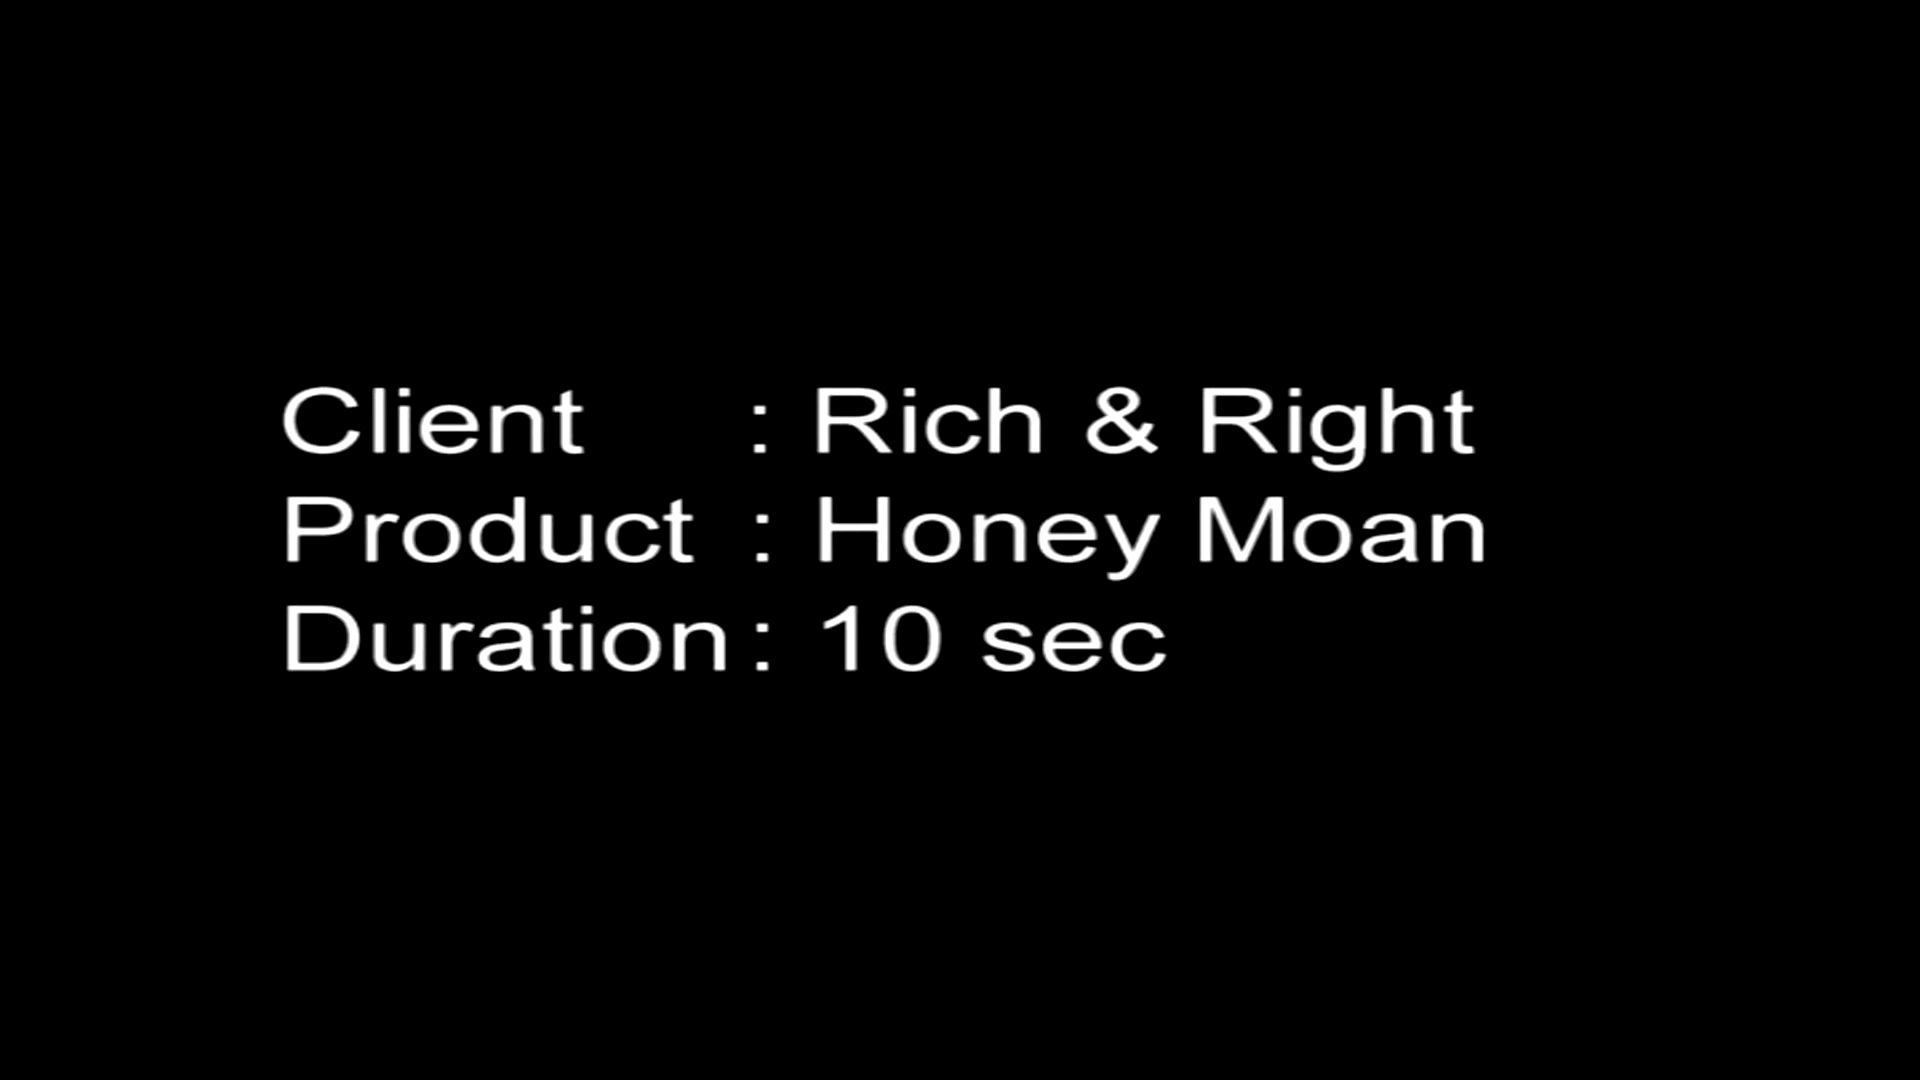 Client : Rich & Right
Product : Honey Moan
Duration : 10 sec